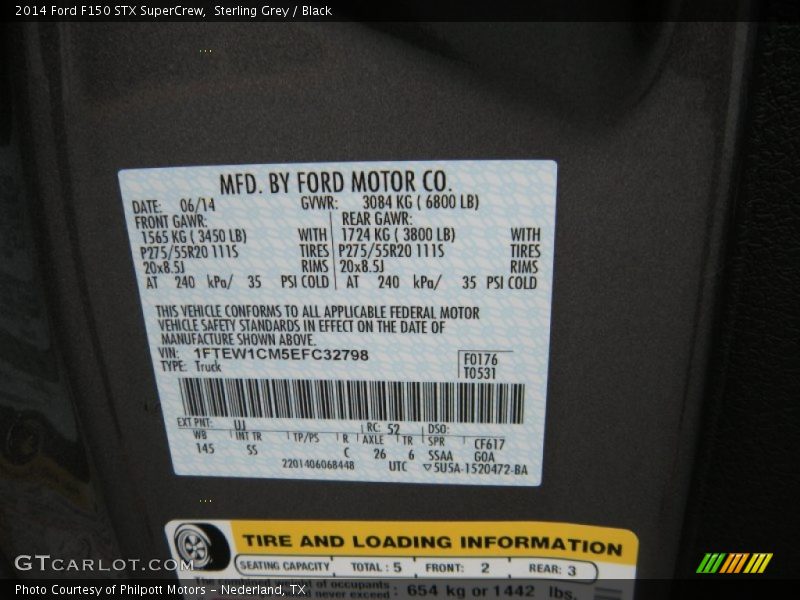 2014 Ford F150 STX SuperCrew,  Sterling Grey / Black
MFD. BY FORD MOTOR CO.
DATE: 06/14 GVWR: 3084 KG ( 6800 LB)
FRONT GAWR: REAR GAWR:
1565 KG ( 3450 LB) WITH 1724 KG ( 3800 LB) WITH
P275/55R20 111S TIRES P275/55R20 111S TIRES
20x8.5J RIMS 20x8.5J RIMS
AT 240 kPa/ 35 PSI COLD AT 240 kPa/ 35 PSI COLD
THIS VEHICLE CONFORMS TO ALL APPLICABLE FEDERAL MOTOR
VEHICLE SAFETY STANDARDS IN EFFECT ON THE DATE OF
MANUFACTURE SHOWN ABOVE.
VIN: 1FTEW1CM5EFC32798 F0176
TYPE: Truck T0531
EXT PNT: UJ RC: 52 DSO:
WB INT TR TP/PS R AXLE TR SPR CF617
145 SS C 26 6 SSAA GOA
2201406068448 UTC ▽5U5A-1520472-BA
TIRE AND LOADING INFORMATION
SEATING CAPACITY TOTAL : 5 FRONT: 2 REAR: 3
of occupants
never exceed : 654 kg or 1442 lbs.
GTCARLOT.COM
Photo Courtesy of Philpott Motors – Nederland, TX